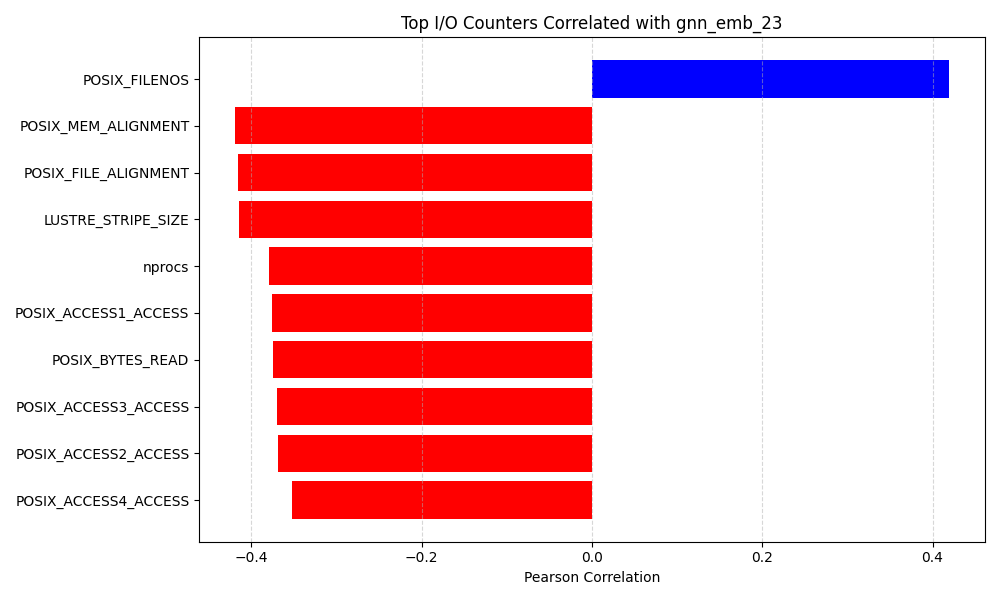 Top I/O Counters Correlated with gnn_emb_23
POSIX_FILENOS
POSIX_MEM_ALIGNMENT
POSIX_FILE_ALIGNMENT
LUSTRE_STRIPE_SIZE
nprocs
POSIX_ACCESS1_ACCESS
POSIX_BYTES_READ
POSIX_ACCESS3_ACCESS
POSIX_ACCESS2_ACCESS
POSIX_ACCESS4_ACCESS
−0.4 −0.2 0.0 0.2 0.4
Pearson Correlation